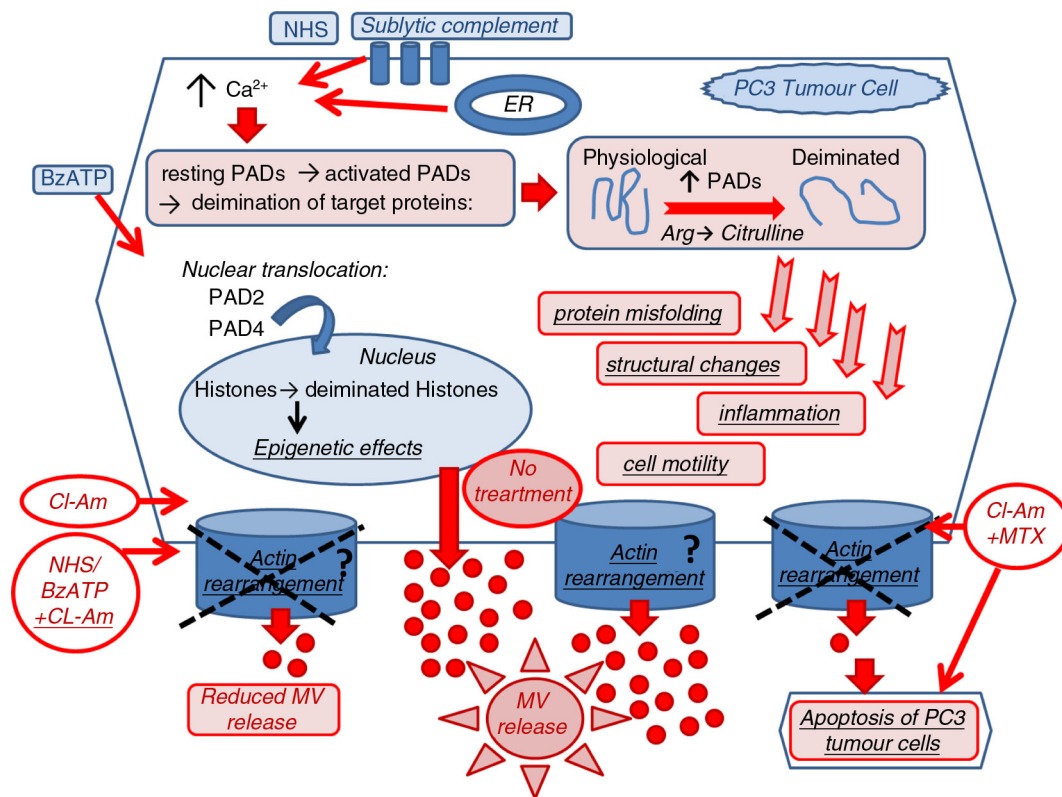 NHS
Sublytic complement
↑ Ca²⁺
ER
PC3 Tumour Cell
BzATP
resting PADs → activated PADs
→ deimination of target proteins:
Physiological
Deiminated
↑ PADs
Arg→ Citrulline
Nuclear translocation:
PAD2
PAD4
Nucleus
Histones→ deiminated Histones
Epigenetic effects
protein misfolding
structural changes
inflammation
cell motility
No
treartment
Cl-Am
NHS/
BzATP
+CL-Am
Actin
rearrangement
?
Actin
rearrangement
?
Actin
rearrangement
Cl-Am
+MTX
Reduced MV
release
MV
release
Apoptosis of PC3
tumour cells